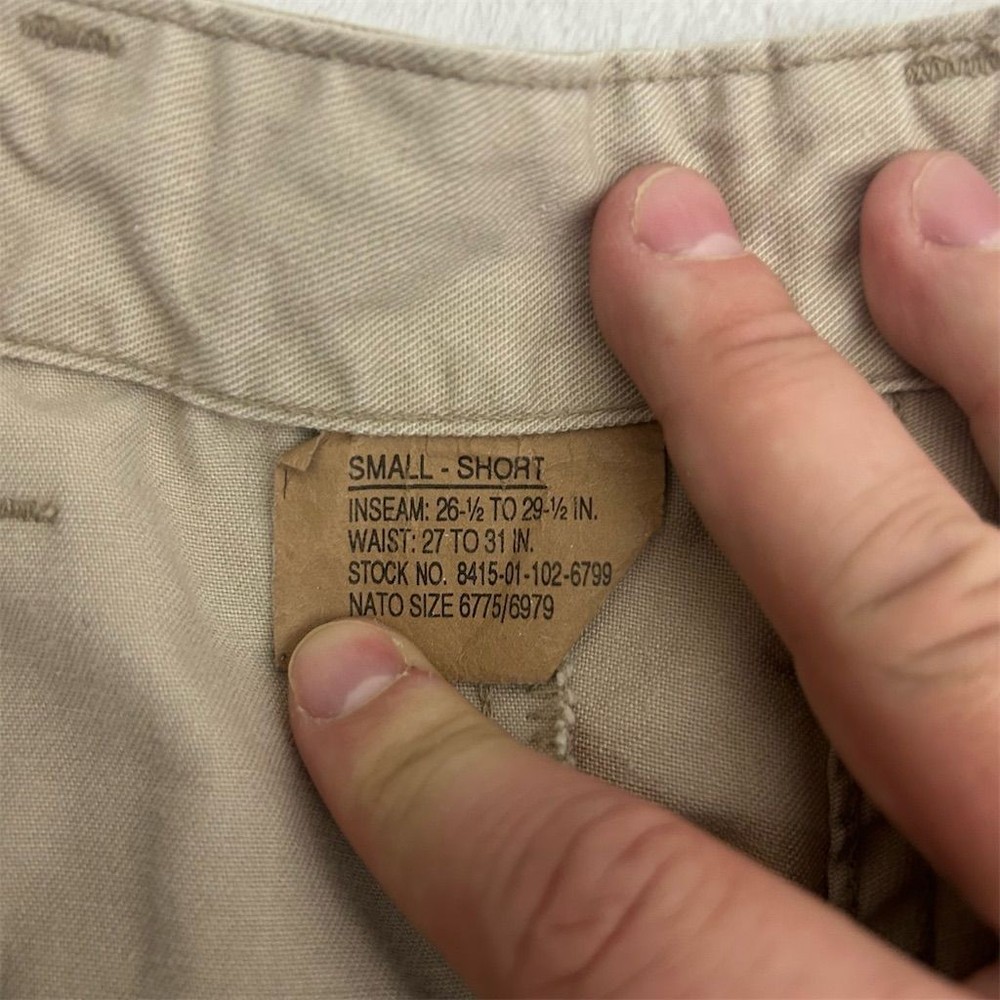 SMALL - SHORT
INSEAM: 26-½ TO 29-½ IN.
WAIST: 27 TO 31 IN.
STOCK NO. 8415-01-102-6799
NATO SIZE 6775/6979